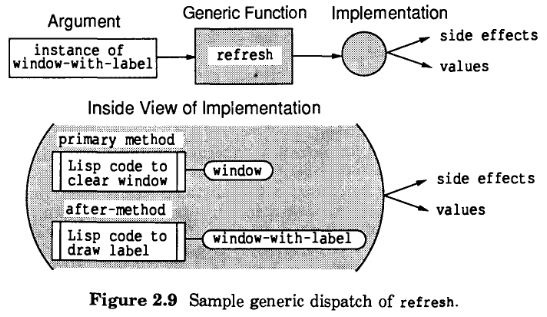 Argument
Generic Function
Implementation
instance of
window-with-label
refresh
side effects
values
Inside View of Implementation
primary method
Lisp code to
clear window
window
after-method
Lisp code to
draw label
window-with-label
side effects
values
Figure 2.9 Sample generic dispatch of refresh.